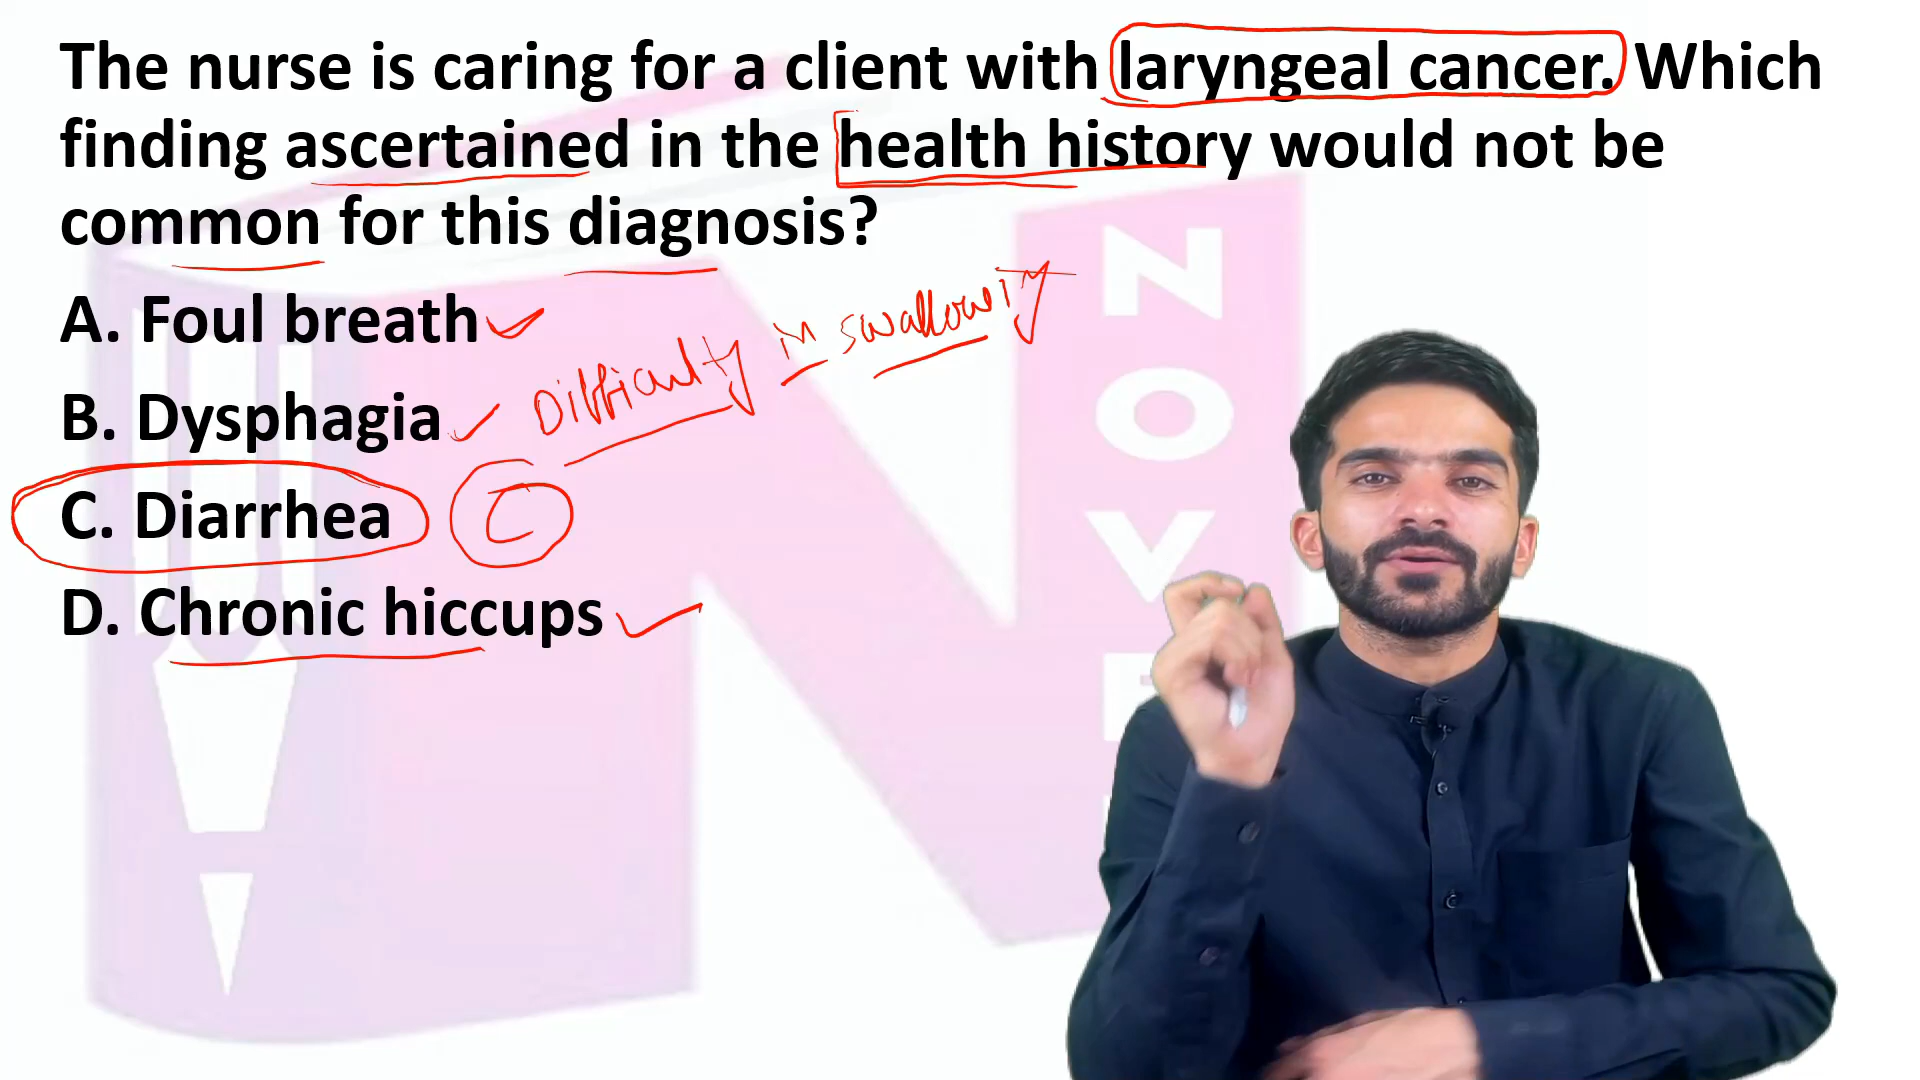 The nurse is caring for a client with laryngeal cancer. Which
finding ascertained in the health history would not be
common for this diagnosis?
A. Foul breath
B. Dysphagia
Difficulty in swallowing
C. Diarrhea
C
D. Chronic hiccups
NOVE